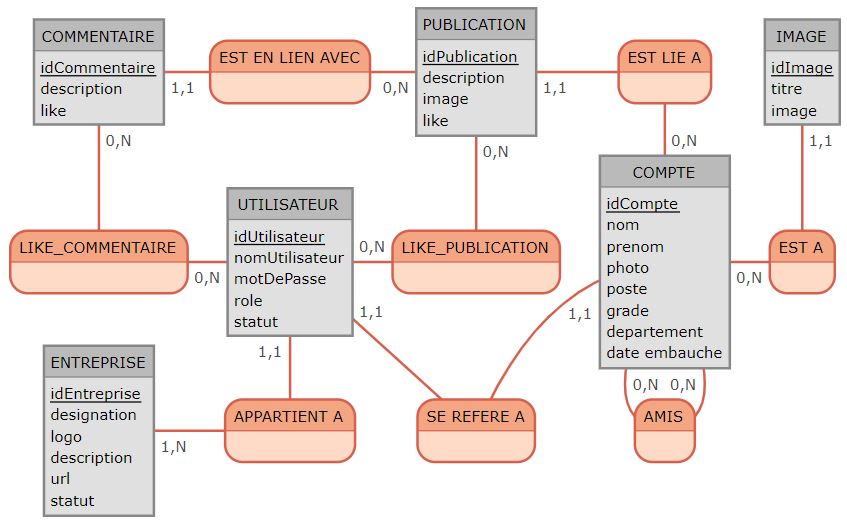 COMMENTAIRE
idCommentaire
description
like
EST EN LIEN AVEC
1,1
0,N
PUBLICATION
idPublication
description
image
like
EST LIE A
1,1
0,N
IMAGE
idImage
titre
image
1,1
0,N
0,N
LIKE_COMMENTAIRE
0,N
UTILISATEUR
idUtilisateur
nomUtilisateur
motDePasse
role
statut
0,N
LIKE_PUBLICATION
COMPTE
idCompte
nom
prenom
photo
poste
grade
departement
date embauche
0,N
EST A
1,1
1,1
1,1
ENTREPRISE
idEntreprise
designation
logo
description
url
statut
1,N
APPARTIENT A
SE REFERE A
0,N
0,N
AMIS